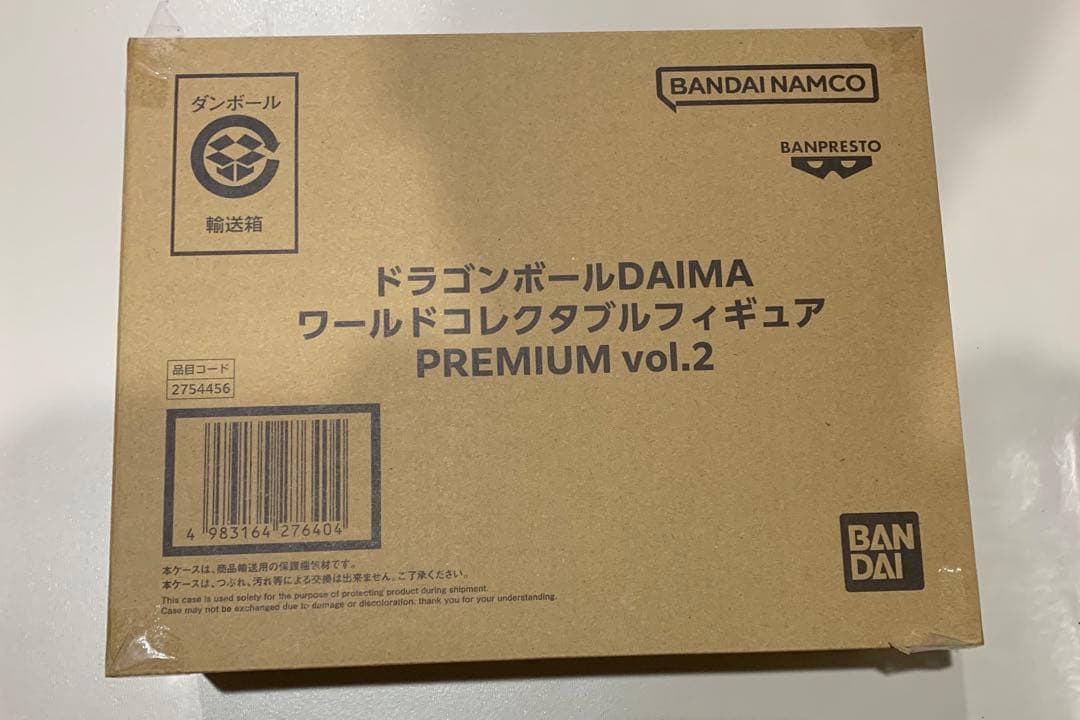 ダンボール
輸送箱
BANDAI NAMCO
BANPRESTO
ドラゴンボールDAIMA
ワールドコレクタブルフィギュア
PREMIUM vol.2
品目コード
2754456
4 983164 276404
本ケースは、商品輸送用の保護梱包材です。
本ケースは、つぶれ、汚れ等による交換は出来ません。ご了承ください。
This case is used solely for the purpose of protecting product during shipment.
Case may not be exchanged due to damage or discoloration: thank you for your understanding.
BAN
DAI